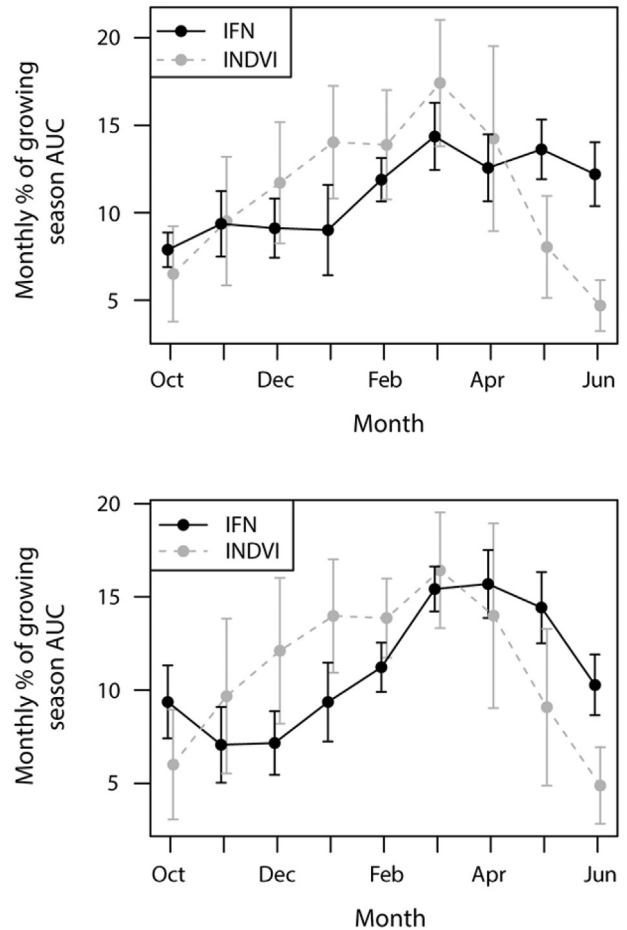 IFN
INDVI
20
15
10
5
Monthly % of growing
season AUC
Oct Dec Feb Apr Jun
Month
IFN
INDVI
20
15
10
5
Monthly % of growing
season AUC
Oct Dec Feb Apr Jun
Month